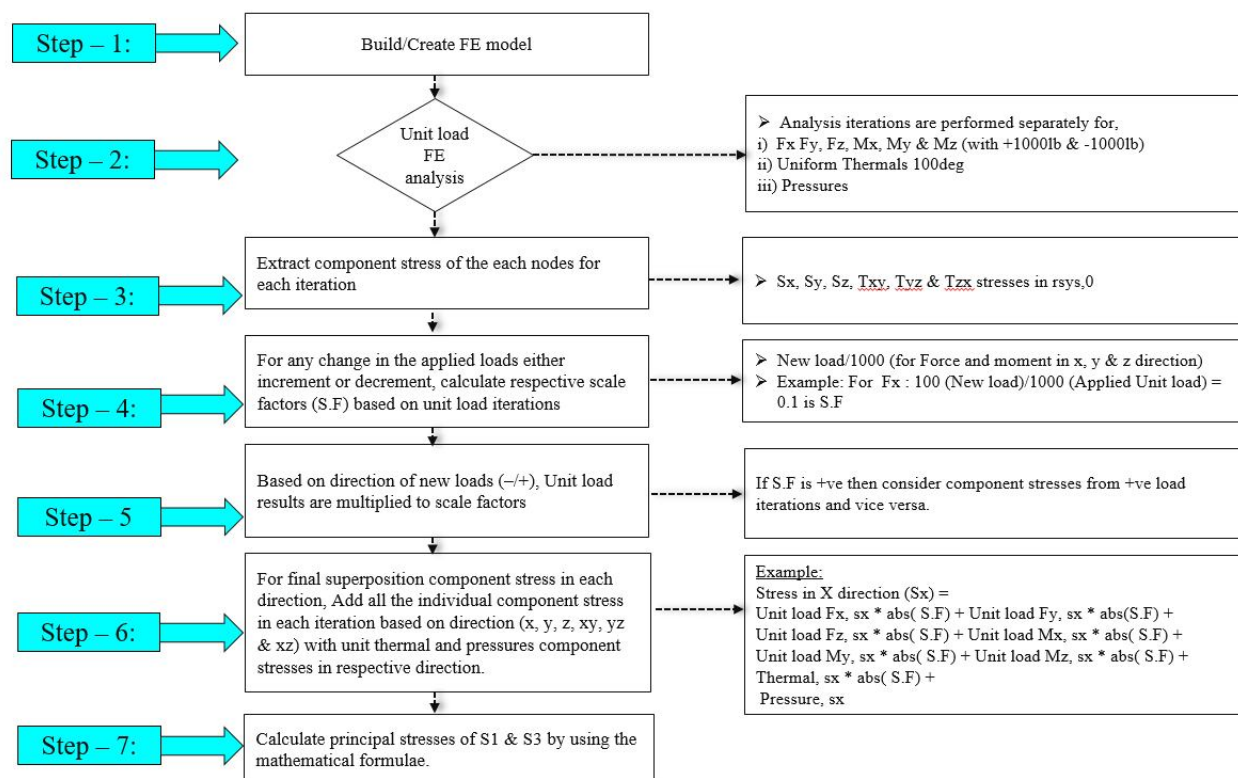 Step – 1:
Build/Create FE model
Step – 2:
Unit load
FE
analysis
➢ Analysis iterations are performed separately for,
i) Fx Fy, Fz, Mx, My & Mz (with +1000lb & -1000lb)
ii) Uniform Thermals 100deg
iii) Pressures
Step – 3:
Extract component stress of the each nodes for
each iteration
➢ Sx, Sy, Sz, Txy, Tyz & Tzx stresses in rsys,0
Step – 4:
For any change in the applied loads either
increment or decrement, calculate respective scale
factors (S.F) based on unit load iterations
➢ New load/1000 (for Force and moment in x, y & z direction)
➢ Example: For Fx : 100 (New load)/1000 (Applied Unit load) =
0.1 is S.F
Step – 5
Based on direction of new loads (–/+), Unit load
results are multiplied to scale factors
If S.F is +ve then consider component stresses from +ve load
iterations and vice versa.
Step – 6:
For final superposition component stress in each
direction, Add all the individual component stress
in each iteration based on direction (x, y, z, xy, yz
& xz) with unit thermal and pressures component
stresses in respective direction.
Example:
Stress in X direction (Sx) =
Unit load Fx, sx * abs( S.F) + Unit load Fy, sx * abs(S.F) +
Unit load Fz, sx * abs( S.F) + Unit load Mx, sx * abs( S.F) +
Unit load My, sx * abs( S.F) + Unit load Mz, sx * abs( S.F) +
Thermal, sx * abs( S.F) +
Pressure, sx
Step – 7:
Calculate principal stresses of S1 & S3 by using the
mathematical formulae.